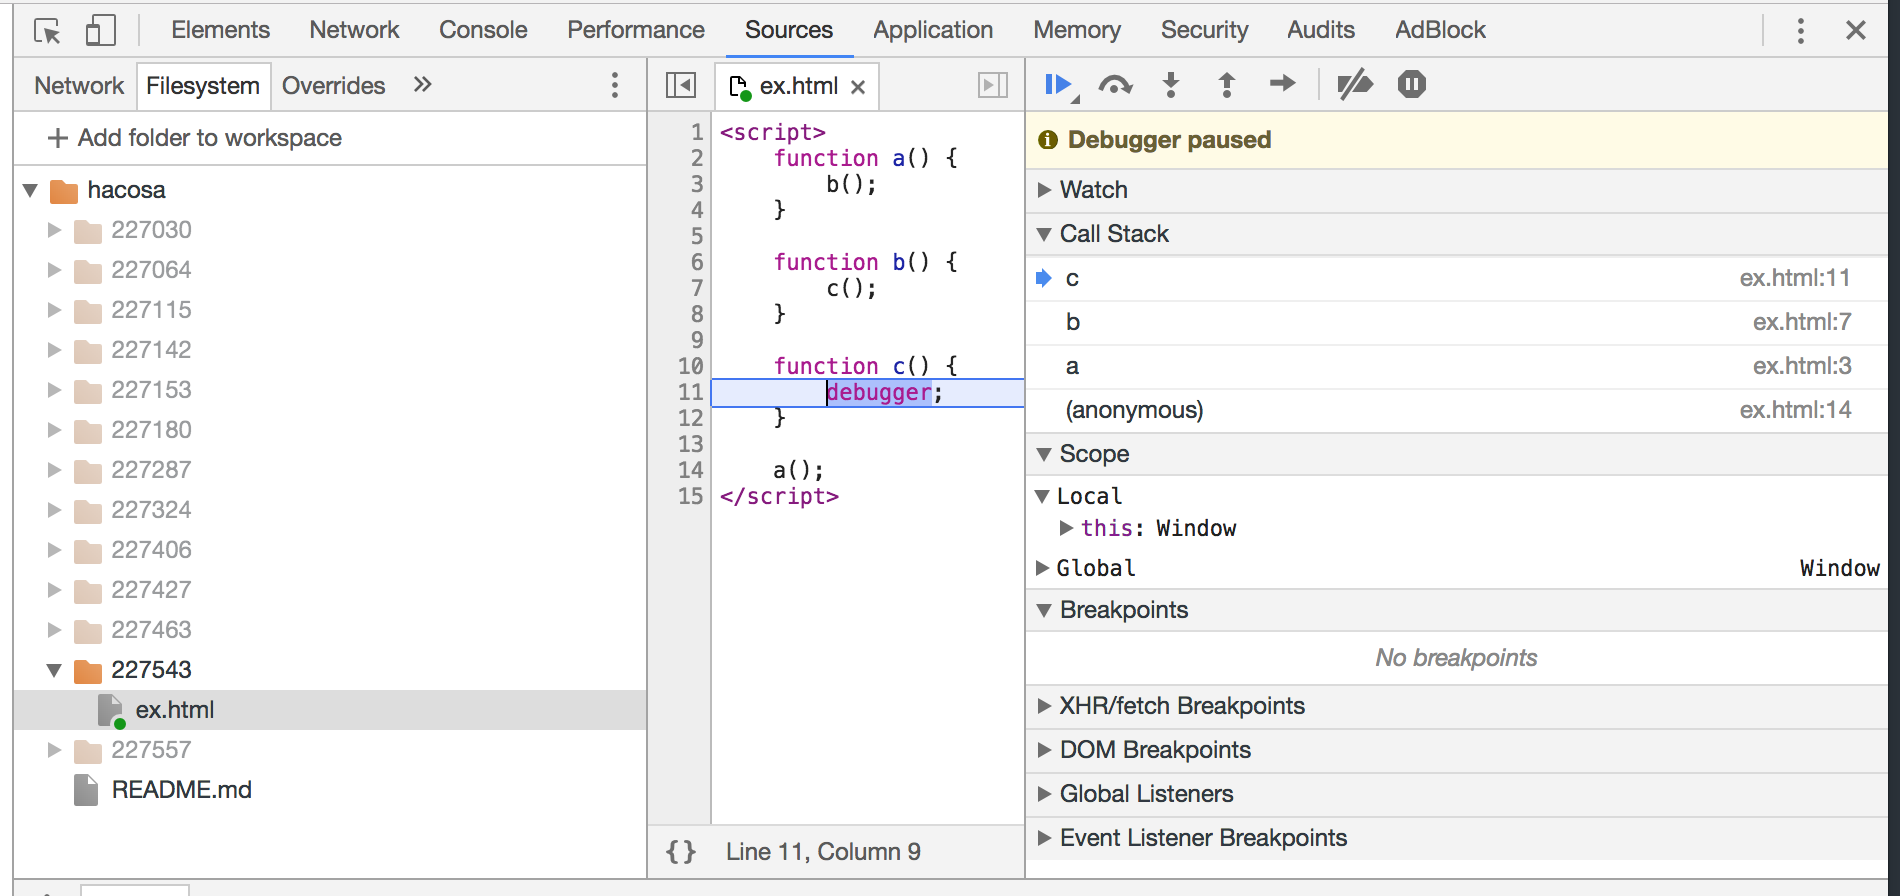 Elements Network Console Performance Sources Application Memory Security Audits AdBlock
Network Filesystem Overrides »
+ Add folder to workspace
hacosa
227030
227064
227115
227142
227153
227180
227287
227324
227406
227427
227463
227543
ex.html
227557
README.md
ex.html ×
1 <script>
2     function a() {
3         b();
4     }
5
6     function b() {
7         c();
8     }
9
10     function c() {
11         debugger;
12     }
13
14     a();
15 </script>
{} Line 11, Column 9
Debugger paused
Watch
Call Stack
c ex.html:11
b ex.html:7
a ex.html:3
(anonymous) ex.html:14
Scope
Local
this: Window
Global Window
Breakpoints
No breakpoints
XHR/fetch Breakpoints
DOM Breakpoints
Global Listeners
Event Listener Breakpoints